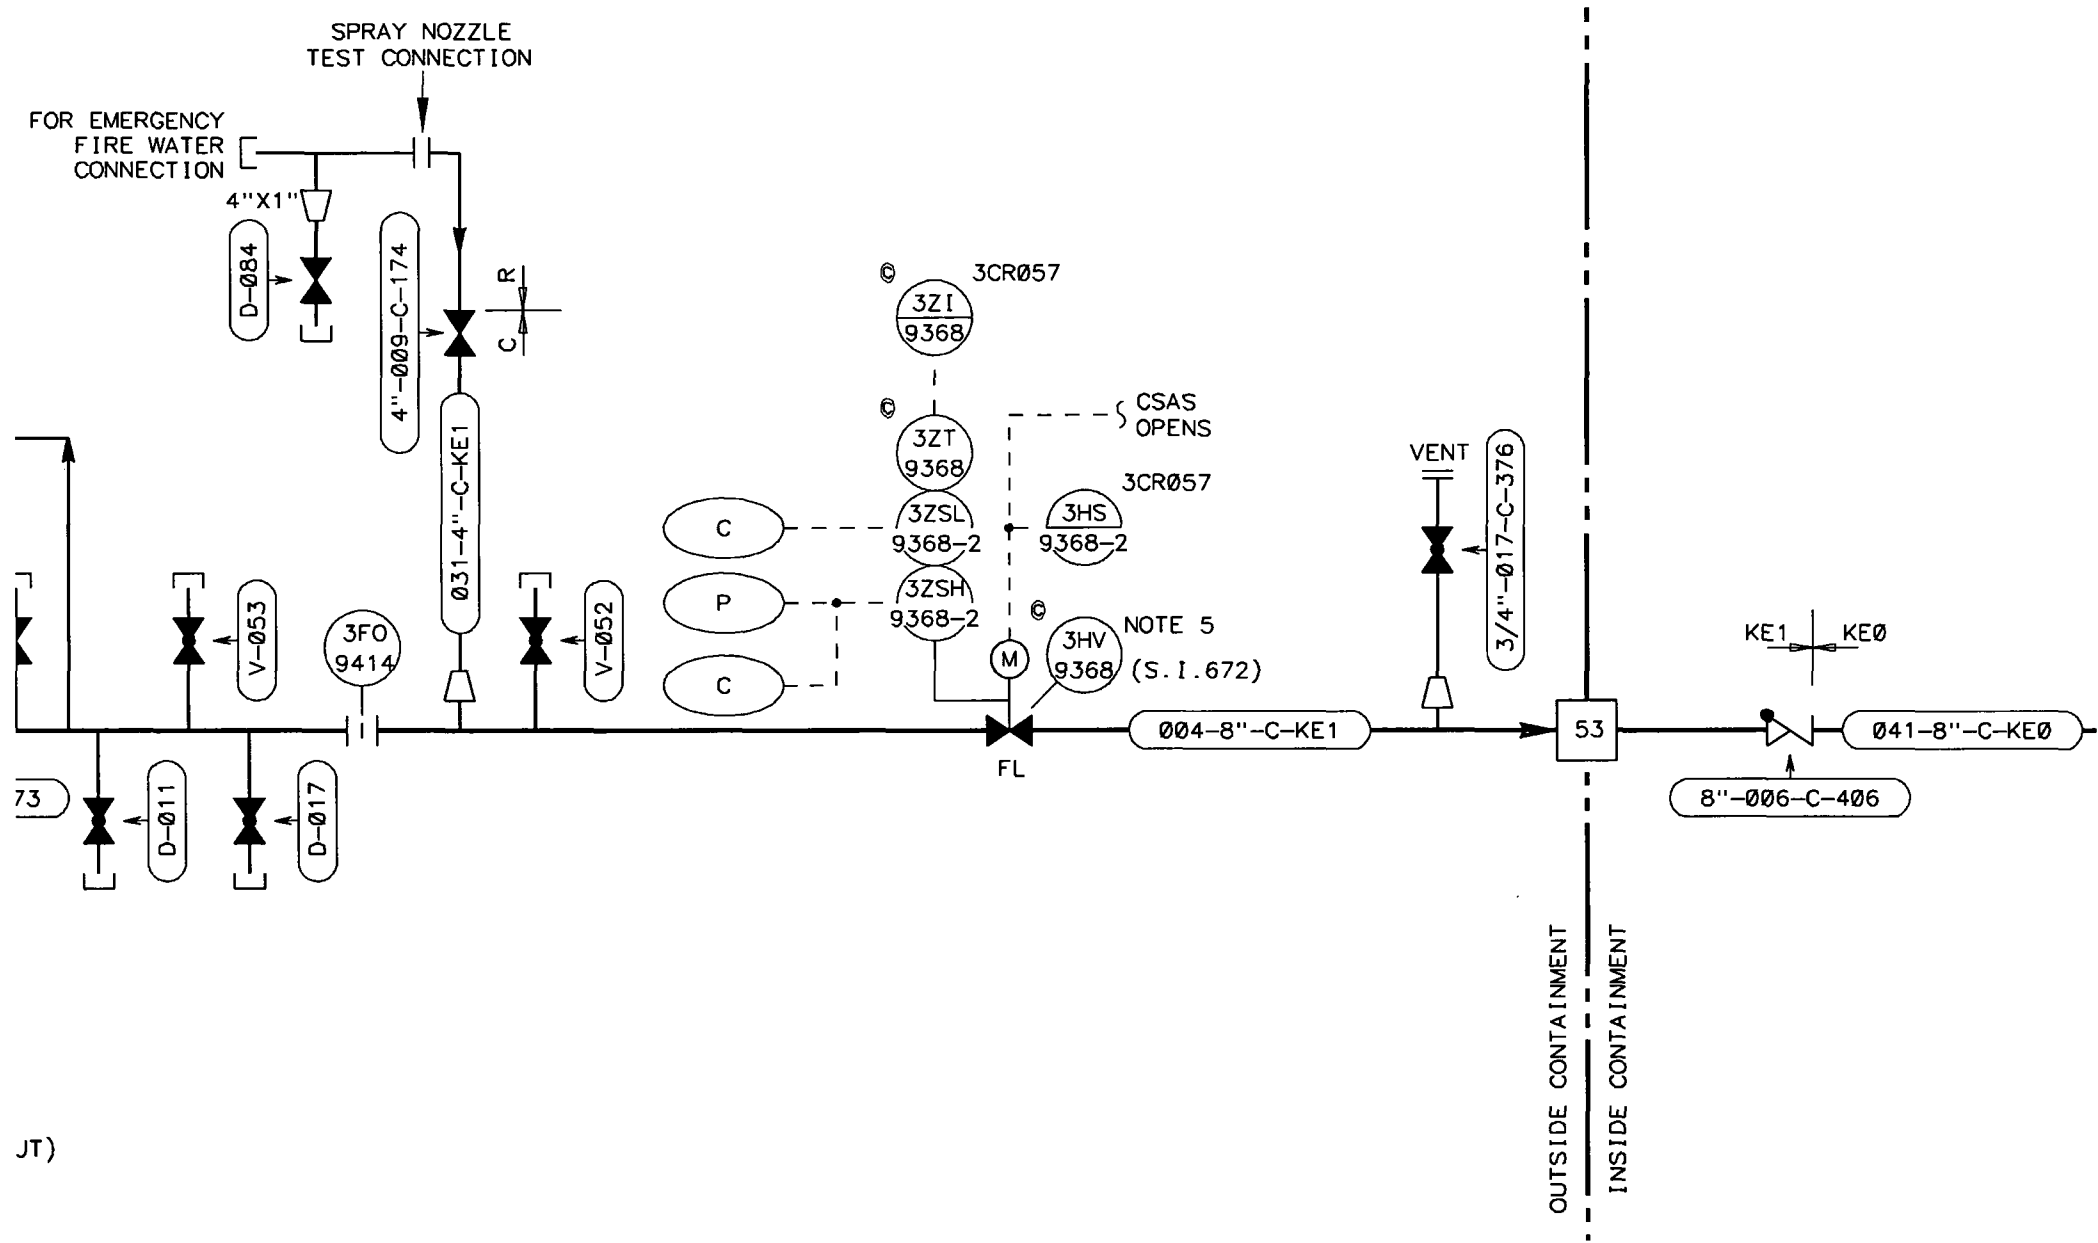 SPRAY NOZZLE
TEST CONNECTION
FOR EMERGENCY
FIRE WATER
CONNECTION
4"X1"
D-Ø84
4"-ØØ9-C-174
R
C
Ø31-4"-C-KE1
© 3CRØ57
3ZI
9368
©
3ZT
9368
CSAS
OPENS
3CRØ57
C
3ZSL
9368-2
3HS
9368-2
P
3ZSH
9368-2
C
©
M
3HV
9368
NOTE 5
(S.I.672)
FL
VENT
3/4"-Ø17-C-376
V-Ø53
3FO
9414
V-Ø52
ØØ4-8"-C-KE1
53
KE1
KEØ
Ø41-8"-C-KEØ
8"-ØØ6-C-4Ø6
73
D-Ø11
D-Ø17
OUTSIDE CONTAINMENT
INSIDE CONTAINMENT
JT)